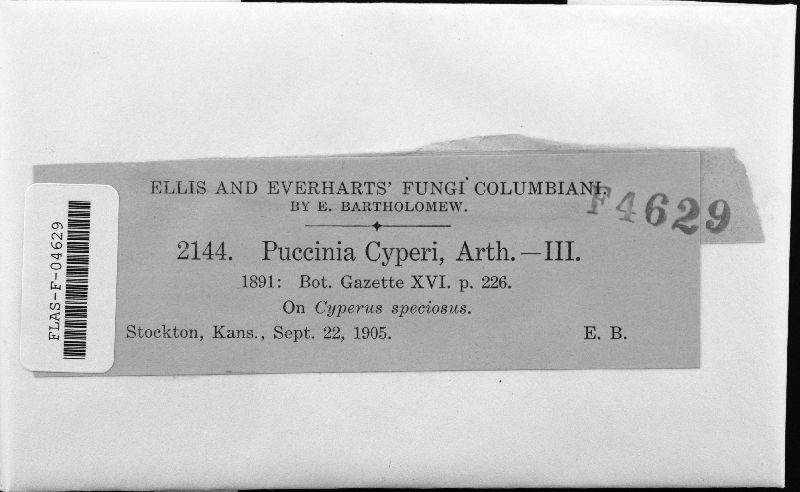 ELLIS AND EVERHARTS' FUNGI COLUMBIANI,
BY E. BARTHOLOMEW.
F4629
2144. Puccinia Cyperi, Arth.—III.
1891: Bot. Gazette XVI. p. 226.
On Cyperus speciosus.
Stockton, Kans., Sept. 22, 1905. E. B.
FLAS-F-04629